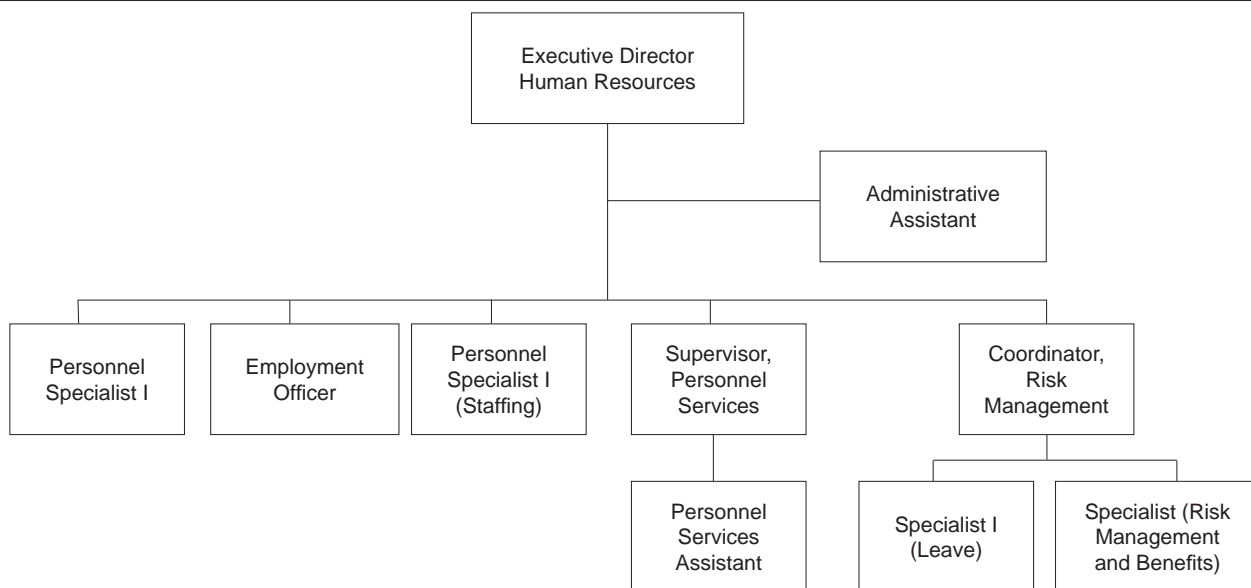 Executive Director
Human Resources
Administrative
Assistant
Personnel
Specialist I
Employment
Officer
Personnel
Specialist I
(Staffing)
Supervisor,
Personnel
Services
Coordinator,
Risk
Management
Personnel
Services
Assistant
Specialist I
(Leave)
Specialist (Risk
Management
and Benefits)